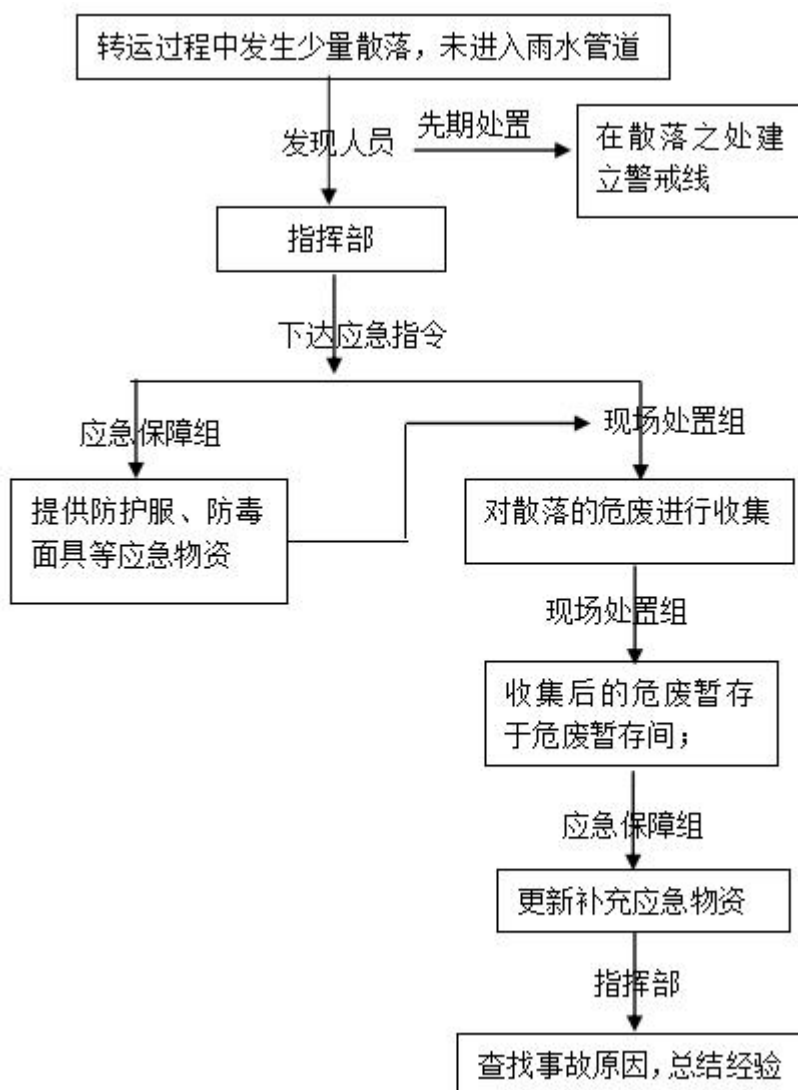 转运过程中发生少量散落，未进入雨水管道
发现人员
先期处置
在散落之处建
立警戒线
指挥部
下达应急指令
应急保障组
现场处置组
提供防护服、防毒
面具等应急物资
对散落的危废进行收集
现场处置组
收集后的危废暂存
于危废暂存间；
应急保障组
更新补充应急物资
指挥部
查找事故原因，总结经验